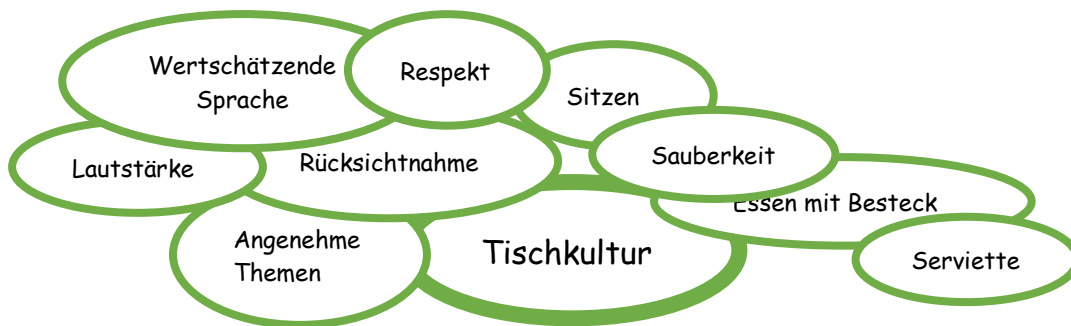 Wertschätzende
Sprache
Respekt
Sitzen
Lautstärke
Rücksichtnahme
Sauberkeit
Essen mit Besteck
Angenehme
Themen
Tischkultur
Serviette